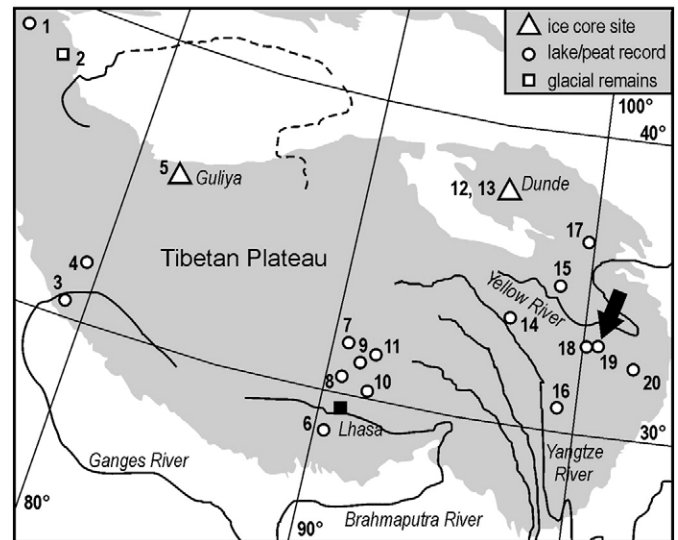 1
2
ice core site
lake/peat record
glacial remains
100°
40°
5
Guliya
12, 13
Dunde
17
4
Tibetan Plateau
15
3
Yellow River
14
7
9
11
18
19
8
10
20
16
6
Lhasa
30°
Ganges River
Yangtze
River
80°
90°
Brahmaputra River